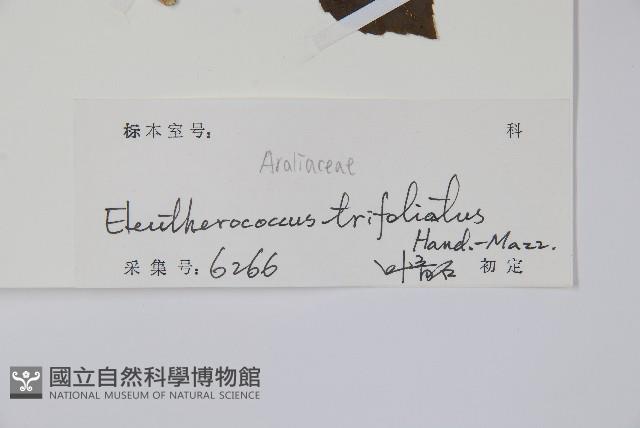 标本室号: 科
Araliaceae
Eleutherococcus trifoliatus
Hand.-Mazz.
采集号: 6266 初定
國立自然科學博物館
NATIONAL MUSEUM OF NATURAL SCIENCE